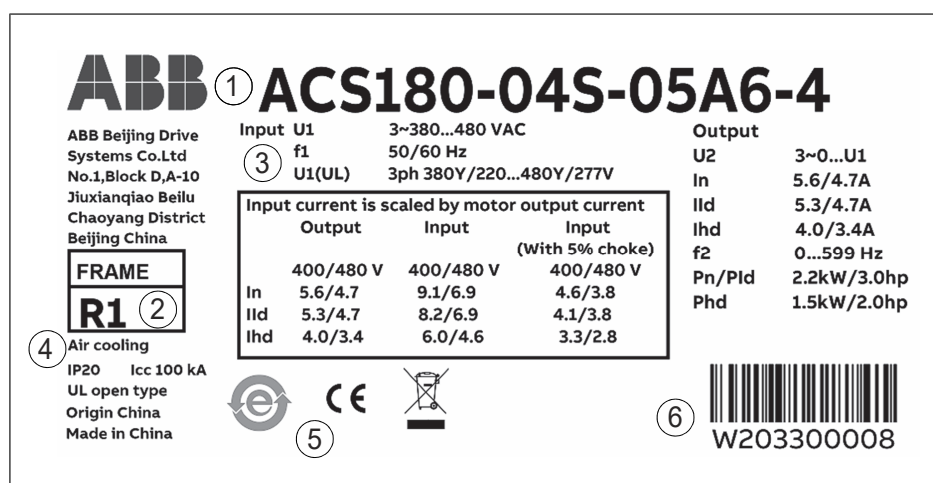 ABB
① ACS180-04S-05A6-4
ABB Beijing Drive
Systems Co.Ltd
No.1,Block D,A-10
Jiuxianqiao Beilu
Chaoyang District
Beijing China
FRAME
R1 ②
④
Air cooling
IP20 Icc 100 kA
UL open type
Origin China
Made in China
Input U1 3~380...480 VAC
③ f1 50/60 Hz
U1(UL) 3ph 380Y/220...480Y/277V
Input current is scaled by motor output current
Output Input Input
(With 5% choke)
400/480 V 400/480 V 400/480 V
In 5.6/4.7 9.1/6.9 4.6/3.8
IId 5.3/4.7 8.2/6.9 4.1/3.8
Ihd 4.0/3.4 6.0/4.6 3.3/2.8
Output
U2 3~0...U1
In 5.6/4.7A
IId 5.3/4.7A
Ihd 4.0/3.4A
f2 0...599 Hz
Pn/PId 2.2kW/3.0hp
Phd 1.5kW/2.0hp
e CE
⑤
⑥
W203300008